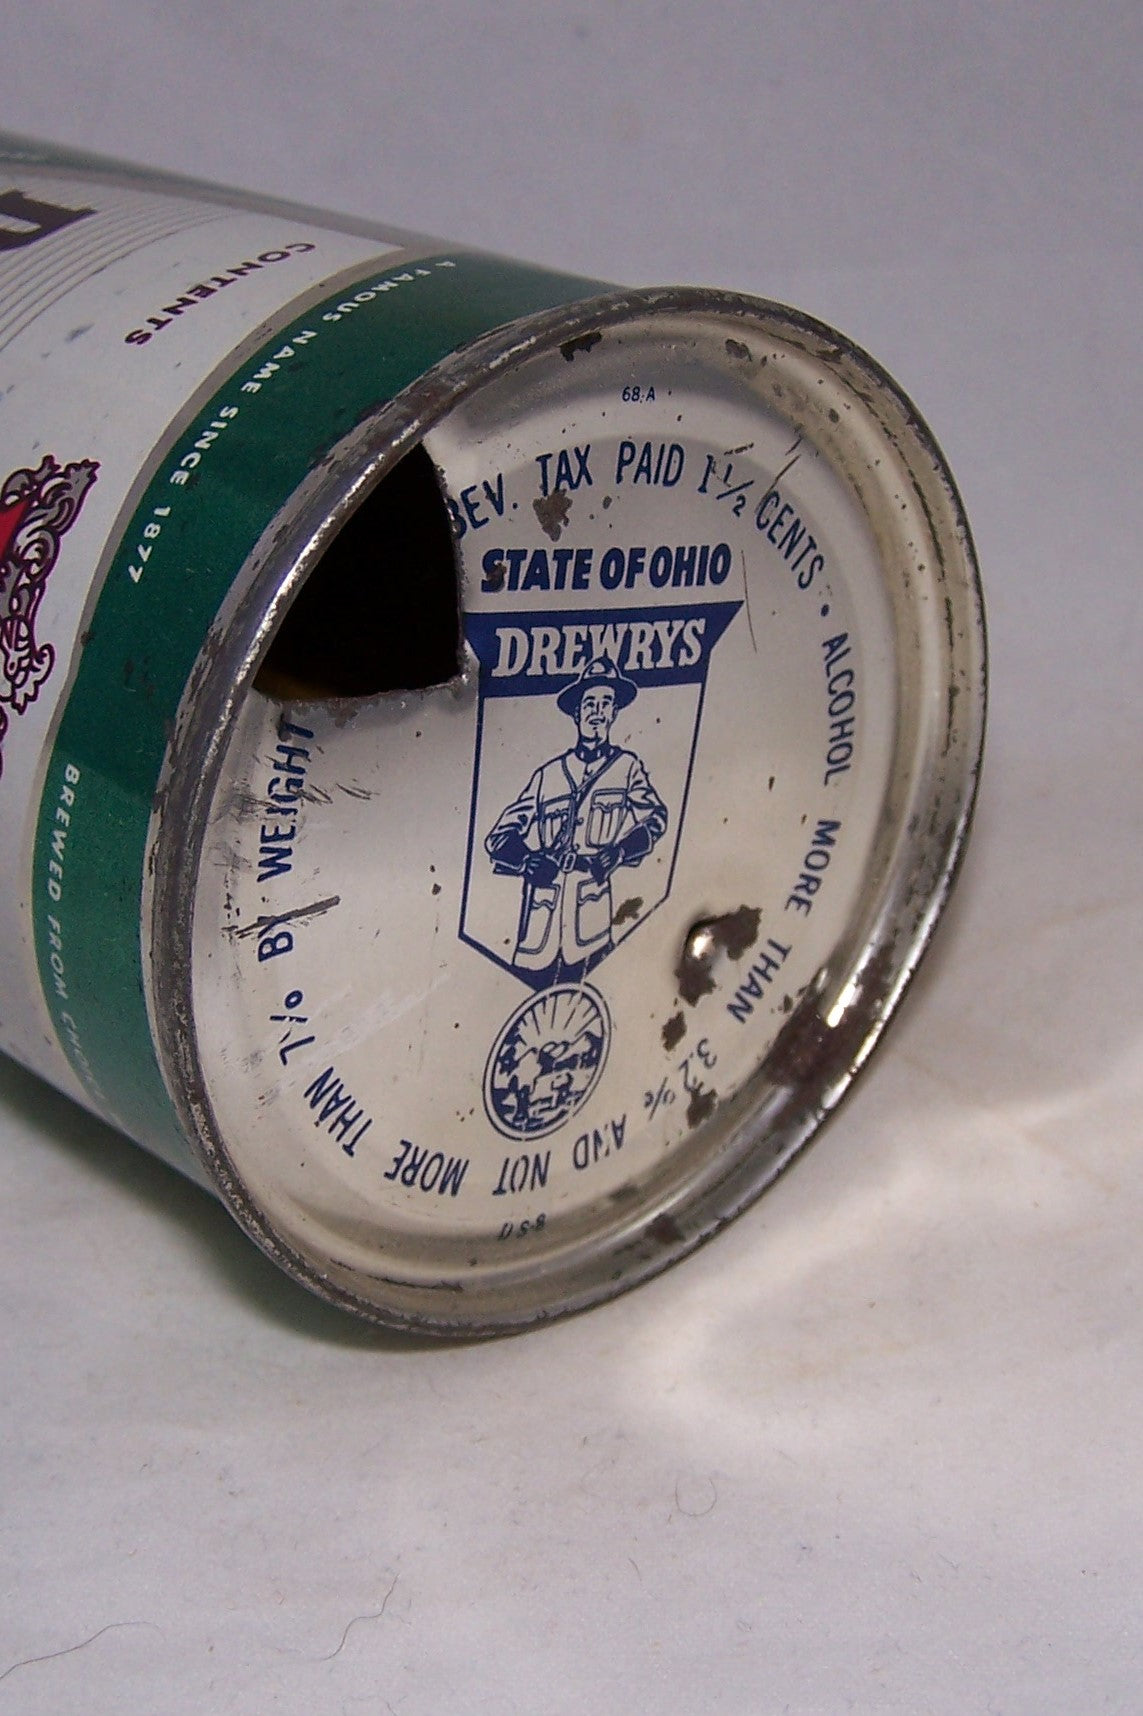 CONTENTS
A FAMOUS NAME SINCE 1877
BREWED FROM
68-A
BEV. TAX PAID 1 1/2 CENTS • ALCOHOL MORE THAN 3.2% AND NOT MORE THAN 7% BY WEIGHT
STATE OF OHIO
DREWRYS